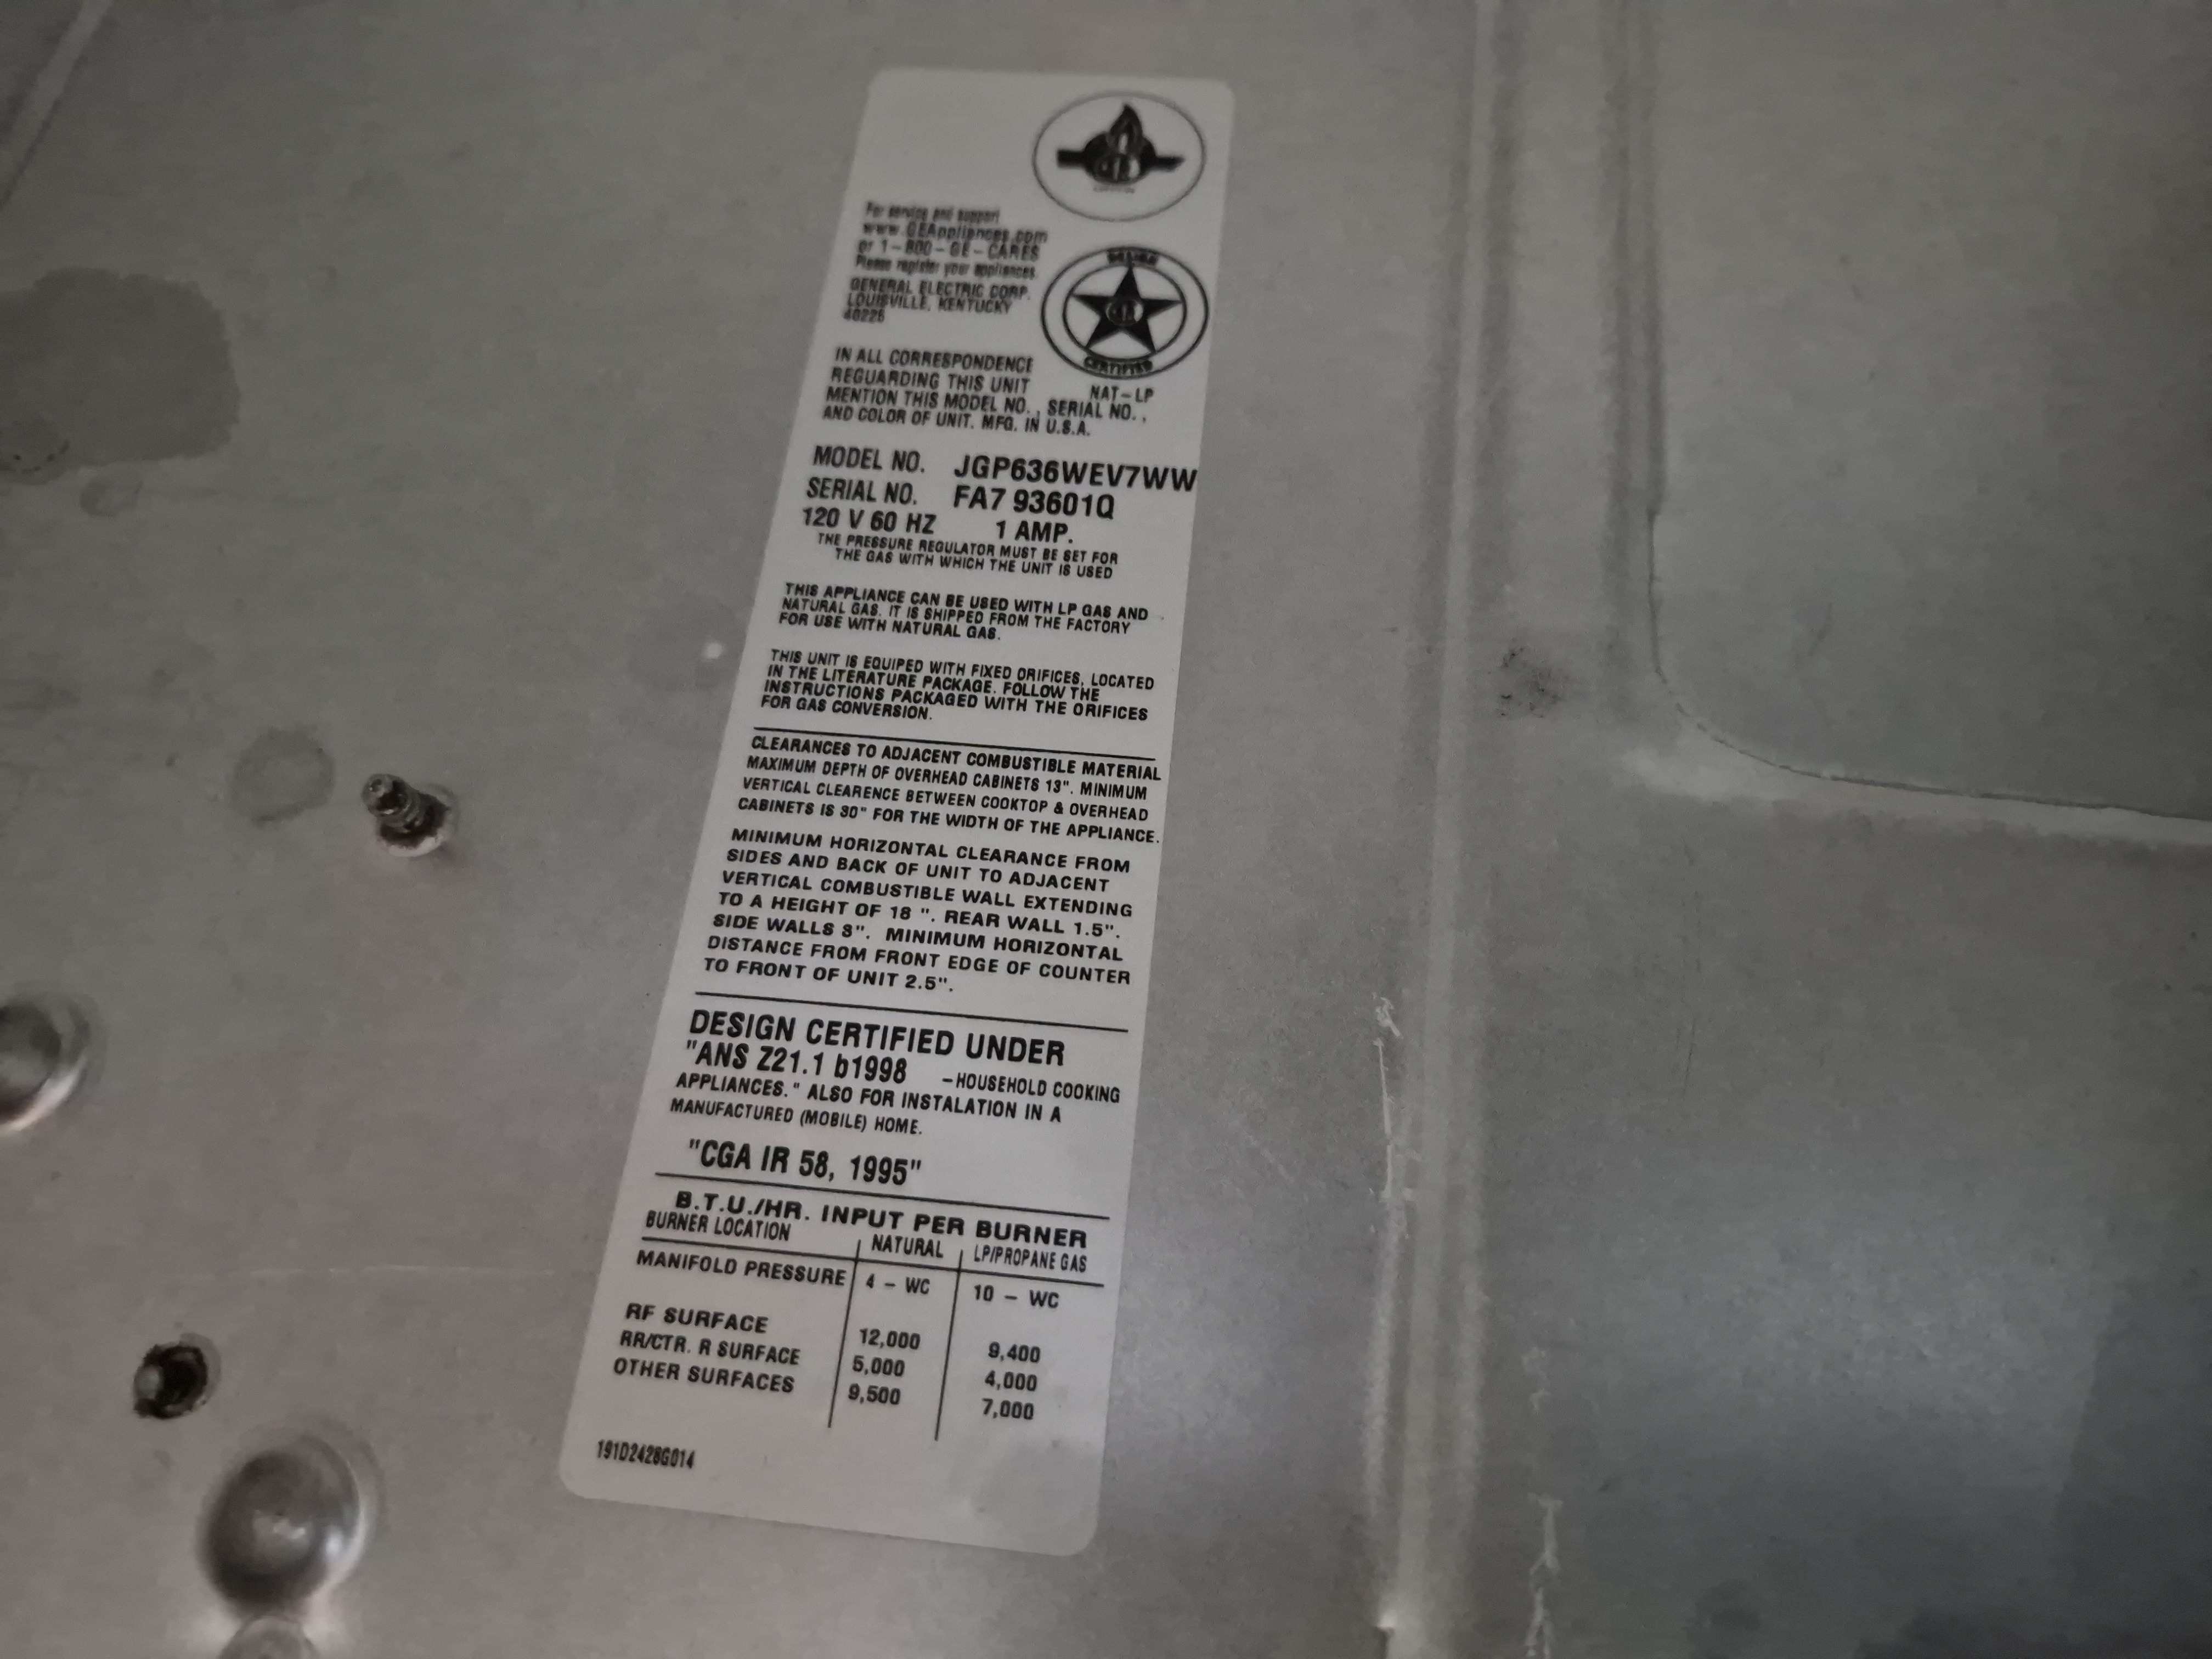 For service and support
www.GEAppliances.com
or 1-800-GE-CARES
Please register your appliances
GENERAL ELECTRIC CORP.
LOUISVILLE, KENTUCKY
40225
DESIGN
CERTIFIED
NAT-LP
IN ALL CORRESPONDENCE
REGUARDING THIS UNIT
MENTION THIS MODEL NO., SERIAL NO.,
AND COLOR OF UNIT. MFG. IN U.S.A.
MODEL NO. JGP636WEV7WW
SERIAL NO. FA7 93601Q
120 V 60 HZ 1 AMP.
THE PRESSURE REGULATOR MUST BE SET FOR
THE GAS WITH WHICH THE UNIT IS USED
THIS APPLIANCE CAN BE USED WITH LP GAS AND
NATURAL GAS. IT IS SHIPPED FROM THE FACTORY
FOR USE WITH NATURAL GAS.
THIS UNIT IS EQUIPED WITH FIXED ORIFICES, LOCATED
IN THE LITERATURE PACKAGE. FOLLOW THE
INSTRUCTIONS PACKAGED WITH THE ORIFICES
FOR GAS CONVERSION.
CLEARANCES TO ADJACENT COMBUSTIBLE MATERIAL
MAXIMUM DEPTH OF OVERHEAD CABINETS 13". MINIMUM
VERTICAL CLEARENCE BETWEEN COOKTOP & OVERHEAD
CABINETS IS 30" FOR THE WIDTH OF THE APPLIANCE.
MINIMUM HORIZONTAL CLEARANCE FROM
SIDES AND BACK OF UNIT TO ADJACENT
VERTICAL COMBUSTIBLE WALL EXTENDING
TO A HEIGHT OF 18 ". REAR WALL 1.5".
SIDE WALLS 8". MINIMUM HORIZONTAL
DISTANCE FROM FRONT EDGE OF COUNTER
TO FRONT OF UNIT 2.5".
DESIGN CERTIFIED UNDER
"ANS Z21.1 b1998 -HOUSEHOLD COOKING
APPLIANCES." ALSO FOR INSTALATION IN A
MANUFACTURED (MOBILE) HOME.
"CGA IR 58, 1995"
B.T.U./HR. INPUT PER BURNER
BURNER LOCATION NATURAL LP/PROPANE GAS
MANIFOLD PRESSURE 4 - WC 10 - WC
RF SURFACE 12,000 9,400
RR/CTR. R SURFACE 5,000 4,000
OTHER SURFACES 9,500 7,000
191D2428G014